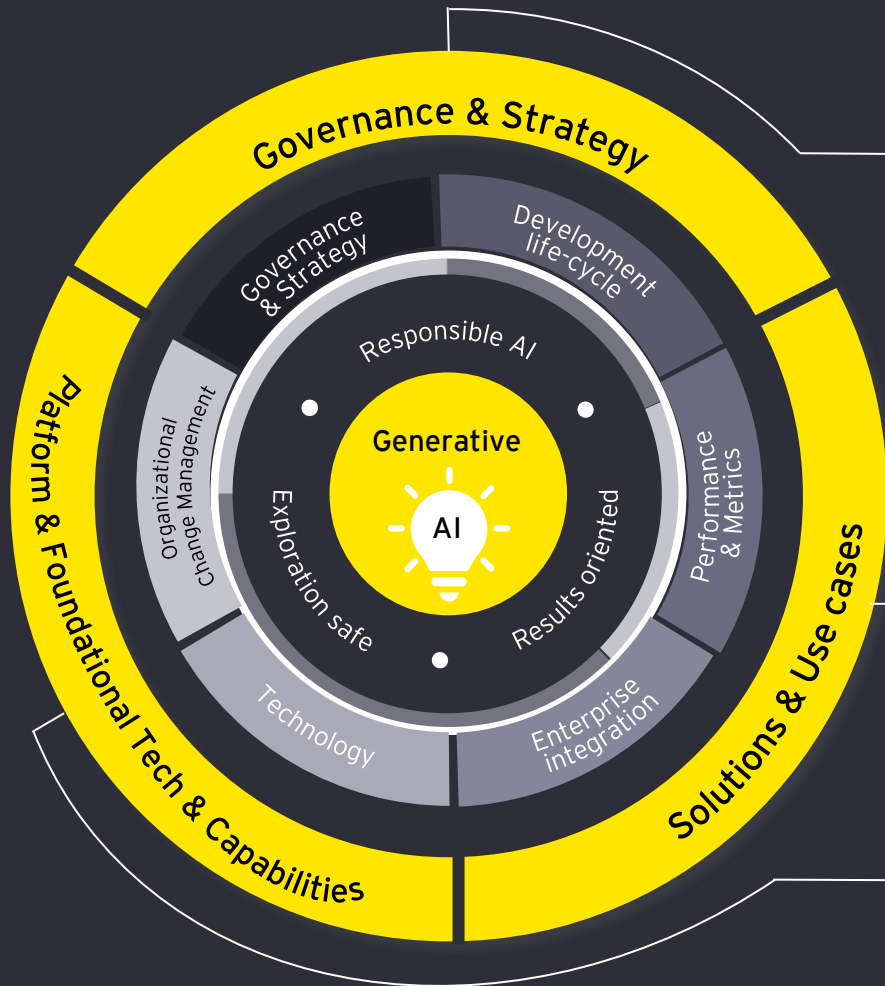 Governance & Strategy
Governance
& Strategy
Development
life-cycle
Performance
& Metrics
Enterprise
integration
Technology
Organizational
Change Management
Responsible AI
Results oriented
Exploration safe
Generative
AI
Solutions & Use cases
Platform & Foundational Tech & Capabilities